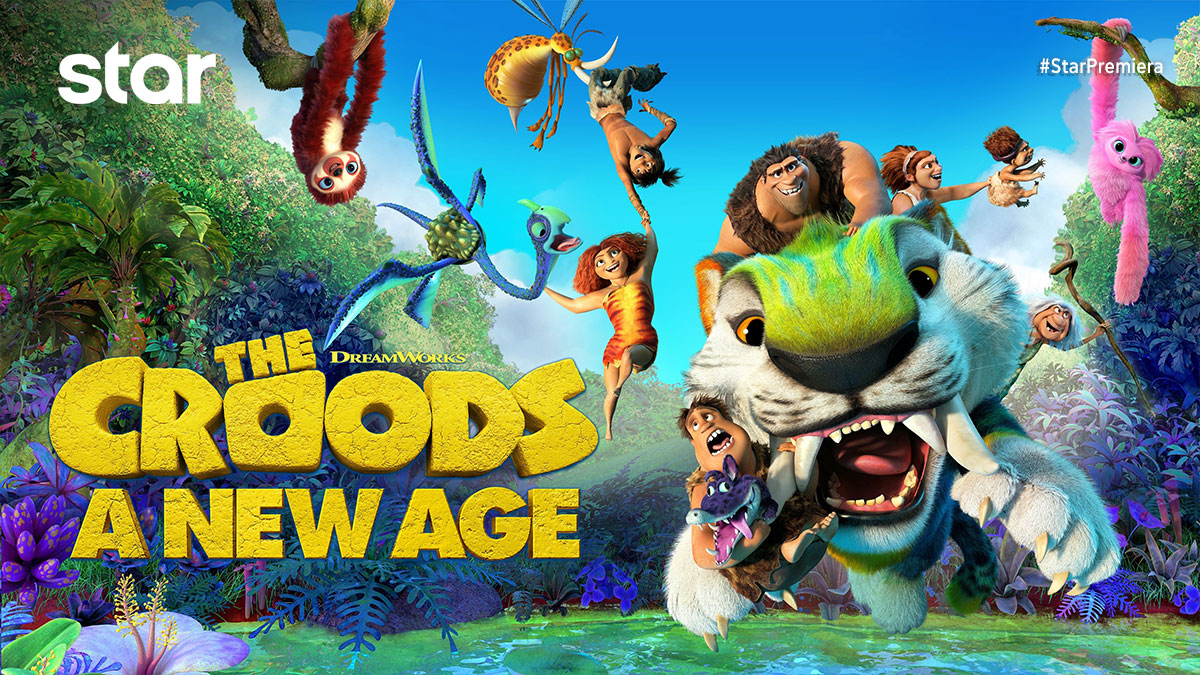 star
#StarPremiera
DREAMWORKS
THE
CROODS
A NEW AGE